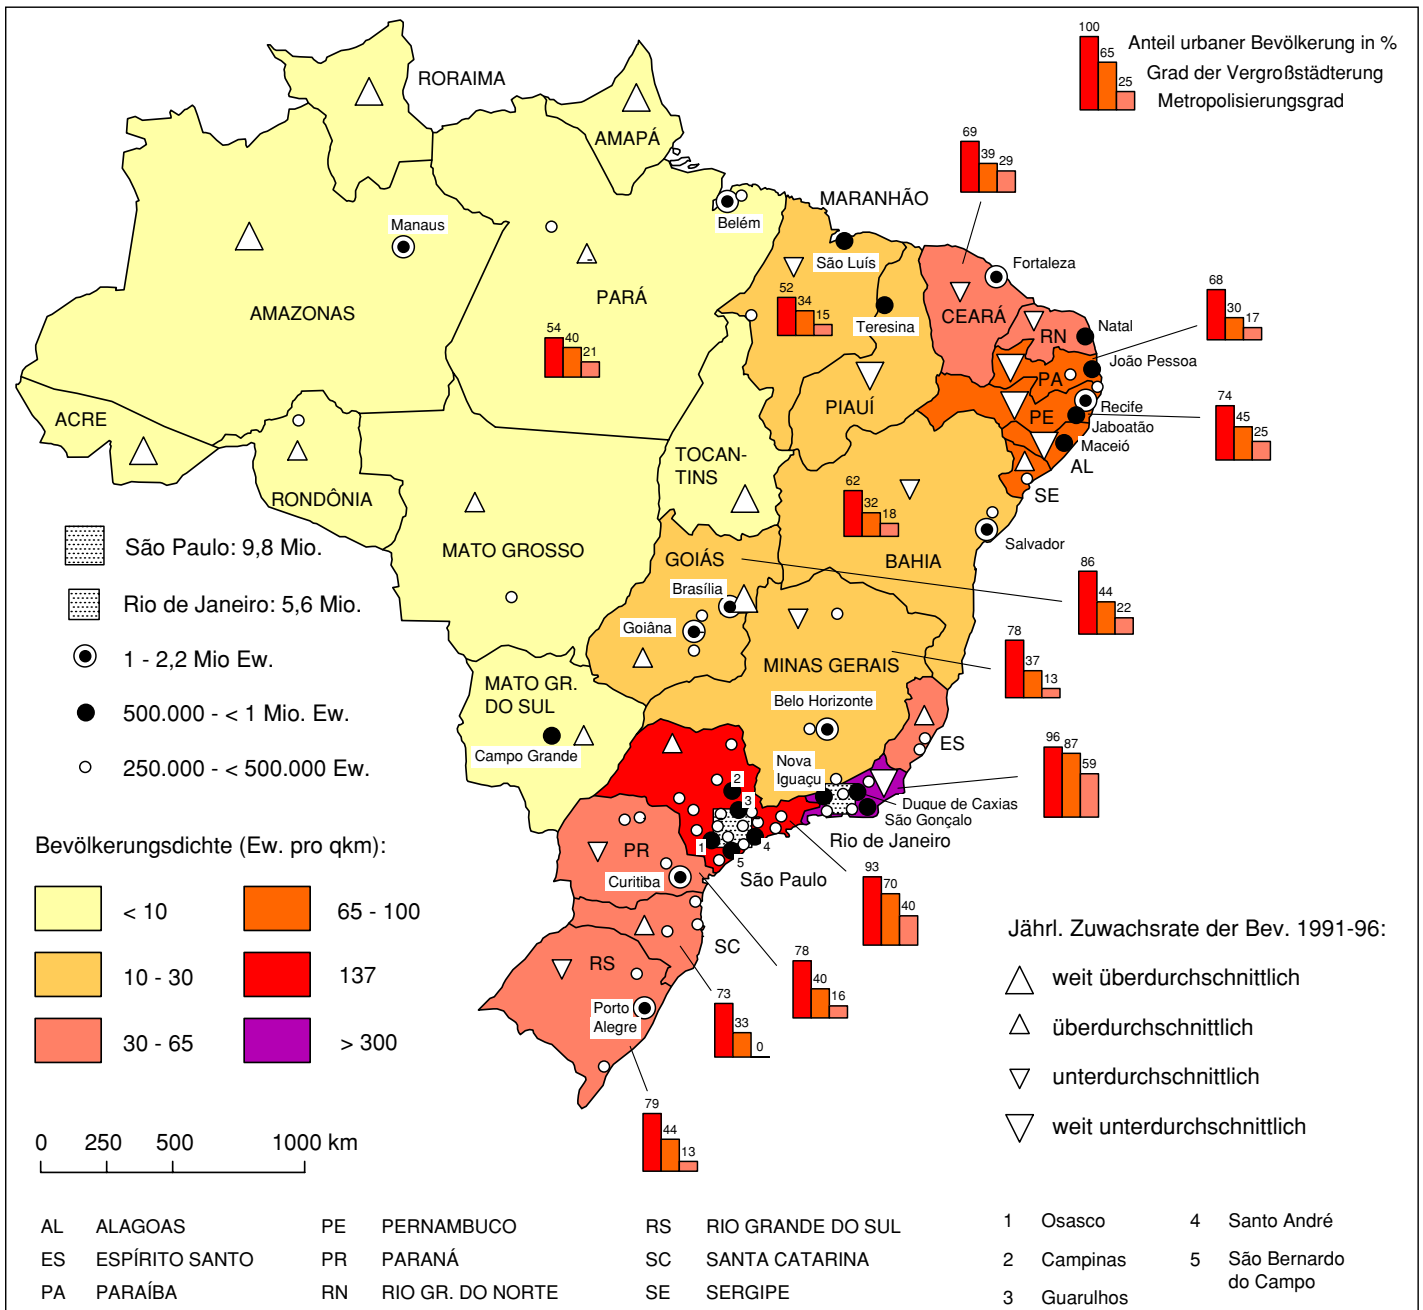 100
65
25
Anteil urbaner Bevölkerung in %
Grad der Vergroßstädterung
Metropolisierungsgrad
RORAIMA
AMAPÁ
69
39
29
MARANHÃO
Belém
Manaus
São Luís
Fortaleza
AMAZONAS
PARÁ
52
34
15
Teresina
CEARÁ
RN
Natal
68
30
17
54
40
21
João Pessoa
PA
PIAUÍ
PE
Recife
Jaboatão
Maceió
AL
SE
74
45
25
ACRE
RONDÔNIA
TOCAN-
TINS
62
32
18
Salvador
São Paulo: 9,8 Mio.
MATO GROSSO
GOIÁS
BAHIA
Rio de Janeiro: 5,6 Mio.
Brasília
Goiâna
86
44
22
1 - 2,2 Mio Ew.
MINAS GERAIS
78
37
13
MATO GR.
DO SUL
Belo Horizonte
500.000 - < 1 Mio. Ew.
Campo Grande
ES
250.000 - < 500.000 Ew.
Nova
Iguaçu
96
87
59
2
3
Duque de Caxias
São Gonçalo
Rio de Janeiro
1
4
5
São Paulo
Bevölkerungsdichte (Ew. pro qkm):
PR
Curitiba
93
70
40
< 10
65 - 100
10 - 30
137
30 - 65
> 300
SC
RS
Porto
Alegre
78
40
16
73
33
0
79
44
13
Jährl. Zuwachsrate der Bev. 1991-96:
weit überdurchschnittlich
überdurchschnittlich
unterdurchschnittlich
weit unterdurchschnittlich
0 250 500 1000 km
AL ALAGOAS PE PERNAMBUCO RS RIO GRANDE DO SUL
ES ESPÍRITO SANTO PR PARANÁ SC SANTA CATARINA
PA PARAÍBA RN RIO GR. DO NORTE SE SERGIPE
1 Osasco 4 Santo André
2 Campinas 5 São Bernardo
do Campo
3 Guarulhos